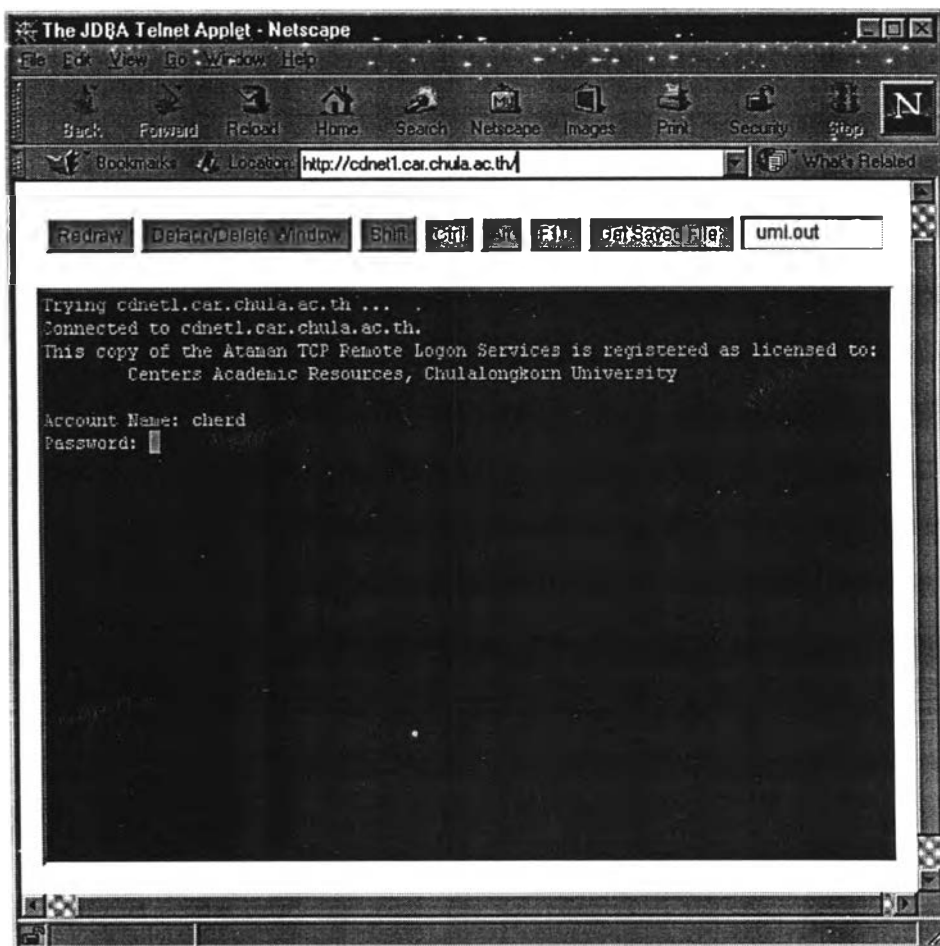 The JDBA Telnet Applet - Netscape
File Edit View Go Window Help
Back Forward Reload Home Search Netscape Images Print Security Stop N
Bookmarks Location: http://cdnet1.car.chula.ac.th/ What's Related
Redraw Detach/Delete Window Shift Ctrl Alt Get Saved File: uml.out
Trying cdnet1.car.chula.ac.th ...
Connected to cdnet1.car.chula.ac.th.
This copy of the Ataman TCP Remote Logon Services is registered as licensed to:
Centers Academic Resources, Chulalongkorn University
Account Name: cherd
Password: